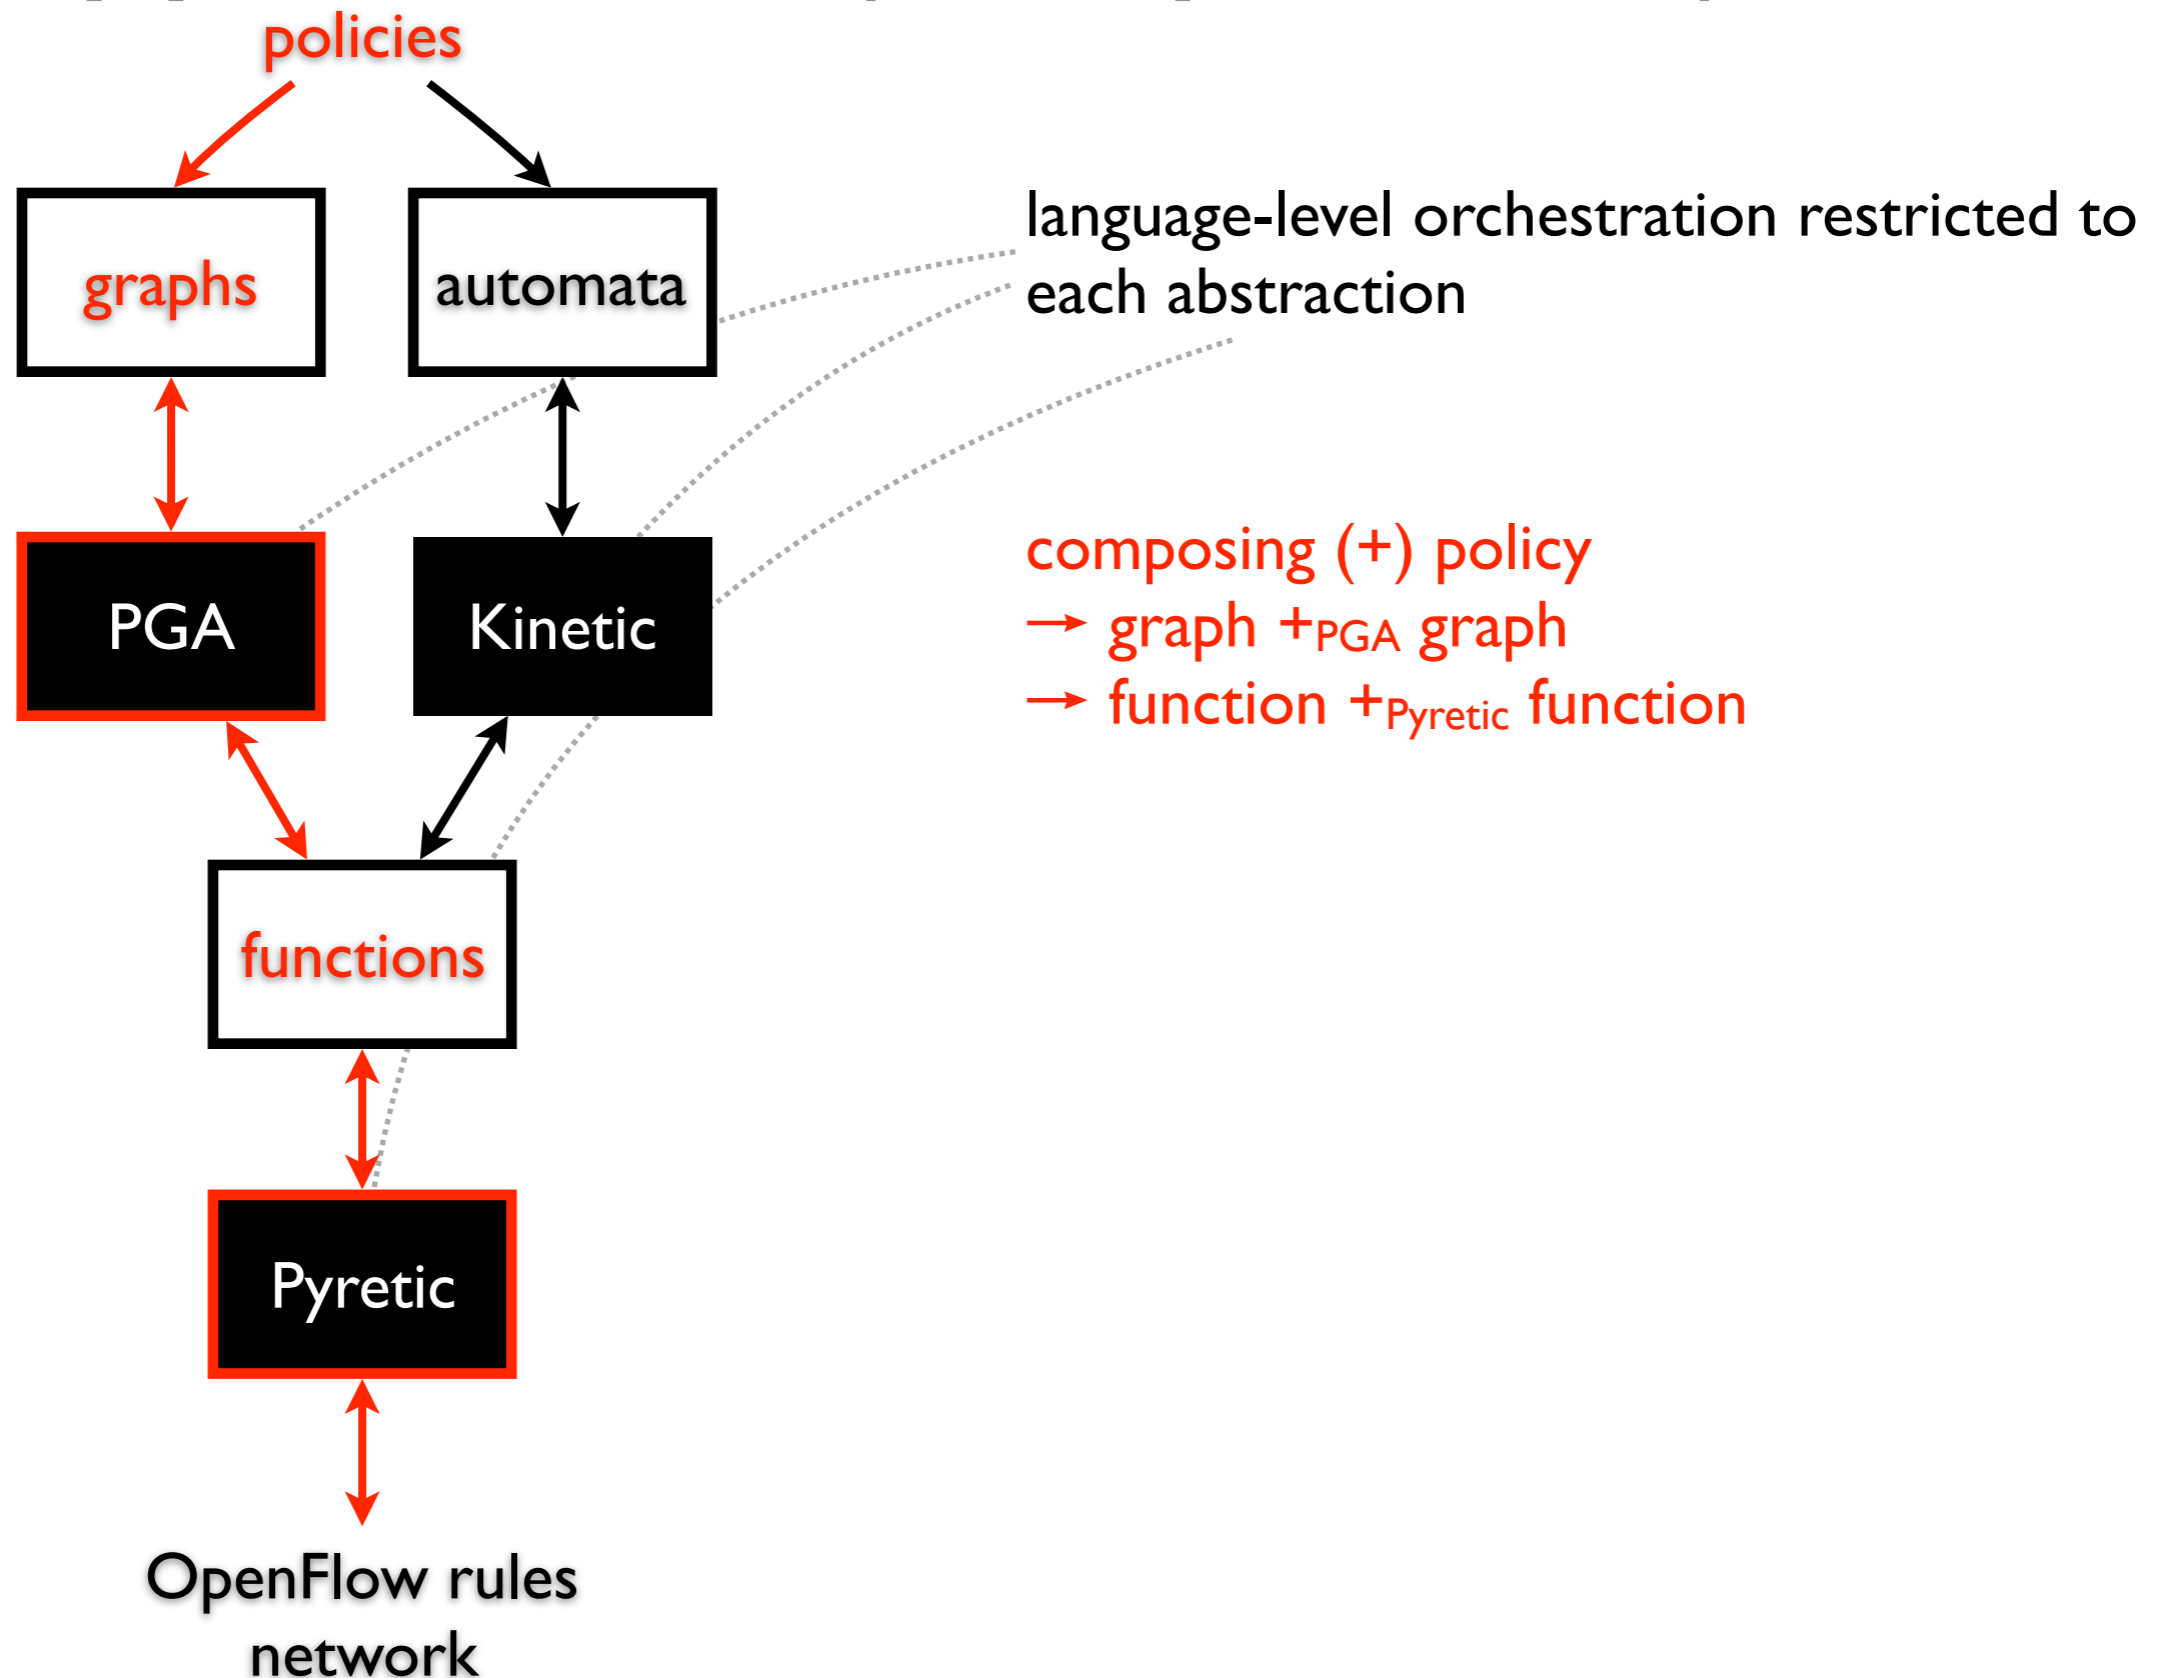 policies
graphs
automata
language-level orchestration restricted to
each abstraction
PGA
Kinetic
composing (+) policy
→ graph +PGA graph
→ function +Pyretic function
functions
Pyretic
OpenFlow rules
network